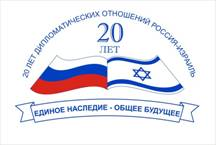 20 ЛЕТ ДИПЛОМАТИЧЕСКИХ ОТНОШЕНИЙ РОССИЯ-ИЗРАИЛЬ
20
ЛЕТ
ЕДИНОЕ НАСЛЕДИЕ - ОБЩЕЕ БУДУЩЕЕ